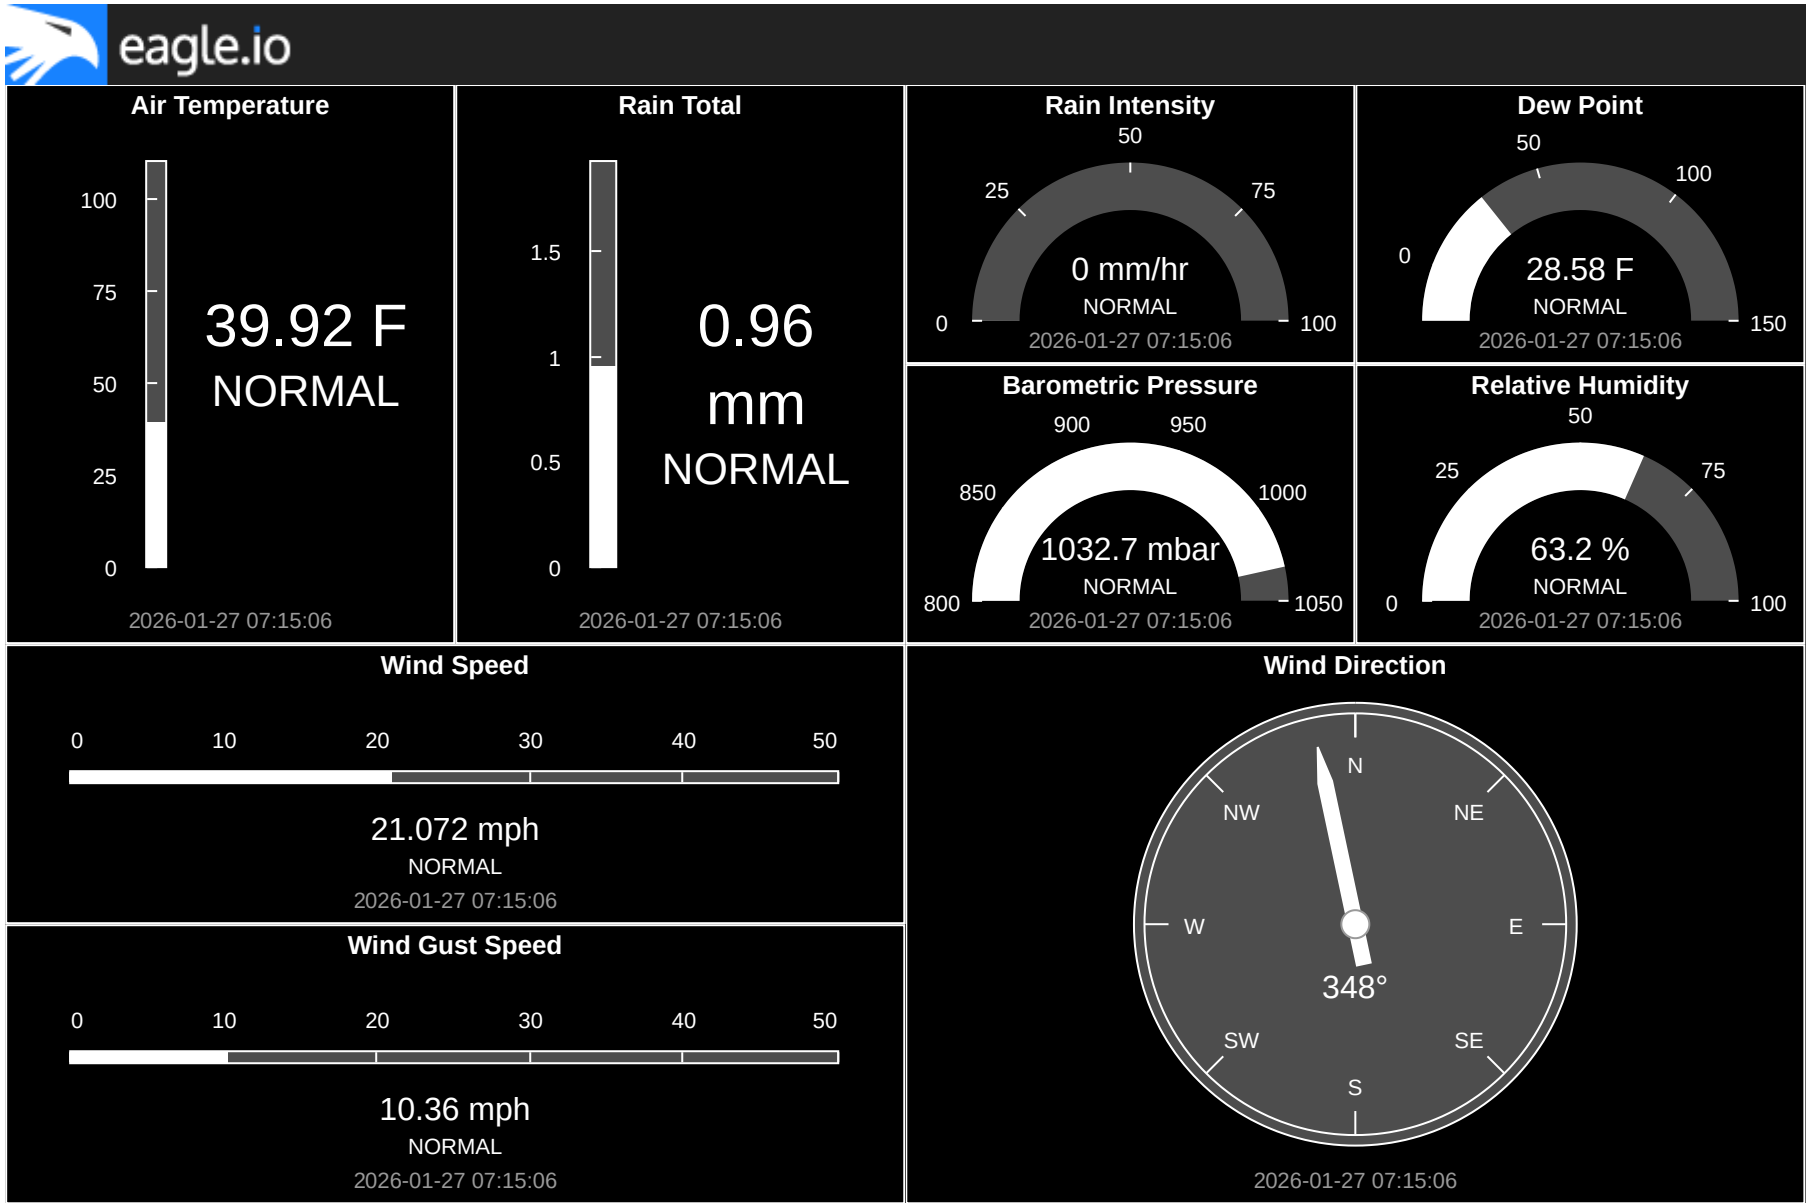 eagle.io
Air Temperature
100
75
50
25
0
39.92 F
NORMAL
2026-01-27 07:15:06
Rain Total
1.5
1
0.5
0
0.96
mm
NORMAL
2026-01-27 07:15:06
Rain Intensity
50
25
75
0
100
0 mm/hr
NORMAL
2026-01-27 07:15:06
Dew Point
50
100
0
150
28.58 F
NORMAL
2026-01-27 07:15:06
Barometric Pressure
900
950
850
1000
800
1050
1032.7 mbar
NORMAL
2026-01-27 07:15:06
Relative Humidity
50
25
75
0
100
63.2 %
NORMAL
2026-01-27 07:15:06
Wind Speed
0 10 20 30 40 50
21.072 mph
NORMAL
2026-01-27 07:15:06
Wind Gust Speed
0 10 20 30 40 50
10.36 mph
NORMAL
2026-01-27 07:15:06
Wind Direction
N
NW NE
W E
348°
SW SE
S
2026-01-27 07:15:06